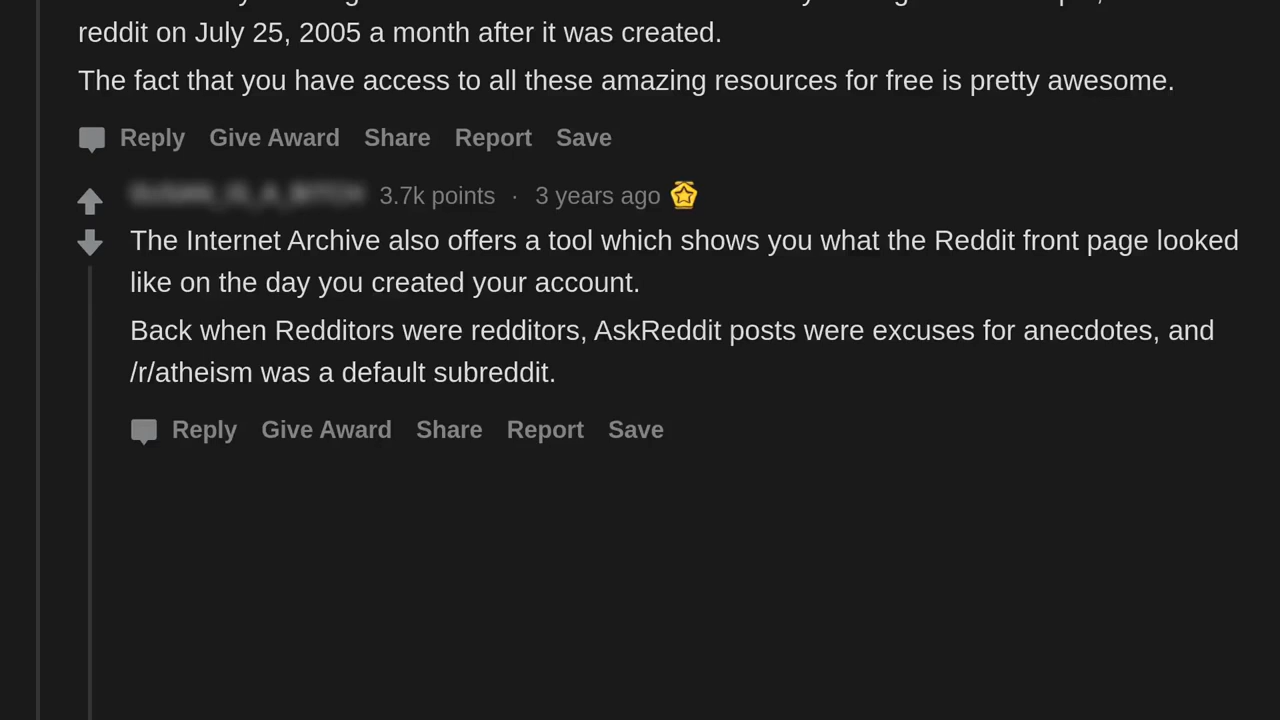 reddit on July 25, 2005 a month after it was created.
The fact that you have access to all these amazing resources for free is pretty awesome.
Reply Give Award Share Report Save
3.7k points · 3 years ago
The Internet Archive also offers a tool which shows you what the Reddit front page looked
like on the day you created your account.
Back when Redditors were redditors, AskReddit posts were excuses for anecdotes, and
/r/atheism was a default subreddit.
Reply Give Award Share Report Save